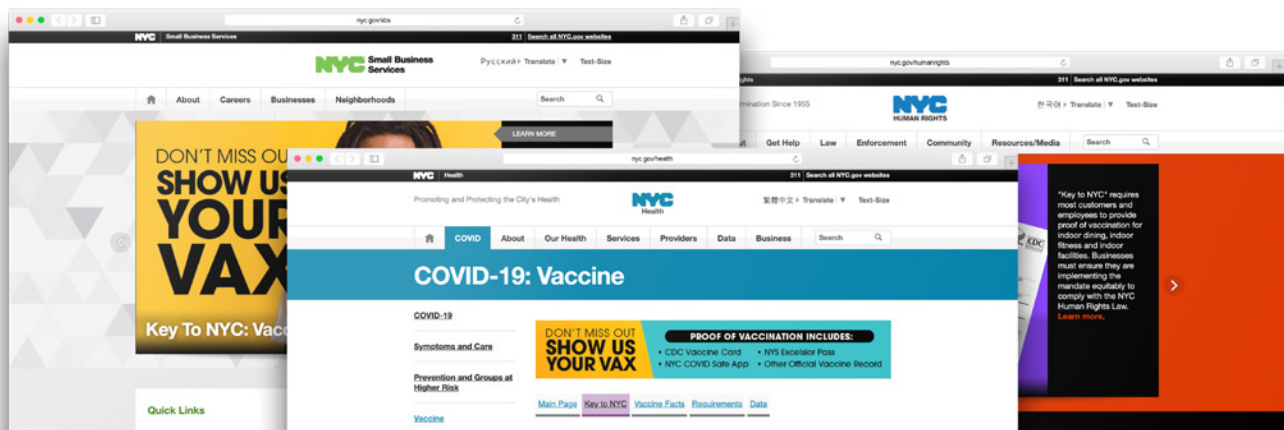 nyc.gov/sbs
NYC Small Business Services
311 Search all NYC.gov websites
NYC Small Business
Services
Русский▸ Translate ▼ Text-Size
About Careers Businesses Neighborhoods
Search
LEARN MORE
DON'T MISS OU
SHOW US
YOUR
VAX
Key To NYC: Vacc
Quick Links
nyc.gov/humanrights
ights
311 Search all NYC.gov websites
imination Since 1955
NYC
HUMAN RIGHTS
한국어▸ Translate ▼ Text-Size
ut Get Help Law Enforcement Community Resources/Media
Search
CDC
"Key to NYC" requires
most customers and
employees to provide
proof of vaccination for
indoor dining, indoor
fitness and indoor
facilities. Businesses
must ensure they are
implementing the
mandate equitably to
comply with the NYC
Human Rights Law.
Learn more.
nyc.gov/health
NYC Health
311 Search all NYC.gov websites
Promoting and Protecting the City's Health
NYC
Health
繁體中文▸ Translate ▼ Text-Size
COVID About Our Health Services Providers Data Business
Search
COVID-19: Vaccine
COVID-19
Symptoms and Care
Prevention and Groups at
Higher Risk
Vaccine
DON'T MISS OUT
SHOW US
YOUR VAX
PROOF OF VACCINATION INCLUDES:
• CDC Vaccine Card • NYS Excelsior Pass
• NYC COVID Safe App • Other Official Vaccine Record
Main Page Key to NYC Vaccine Facts Requirements Data